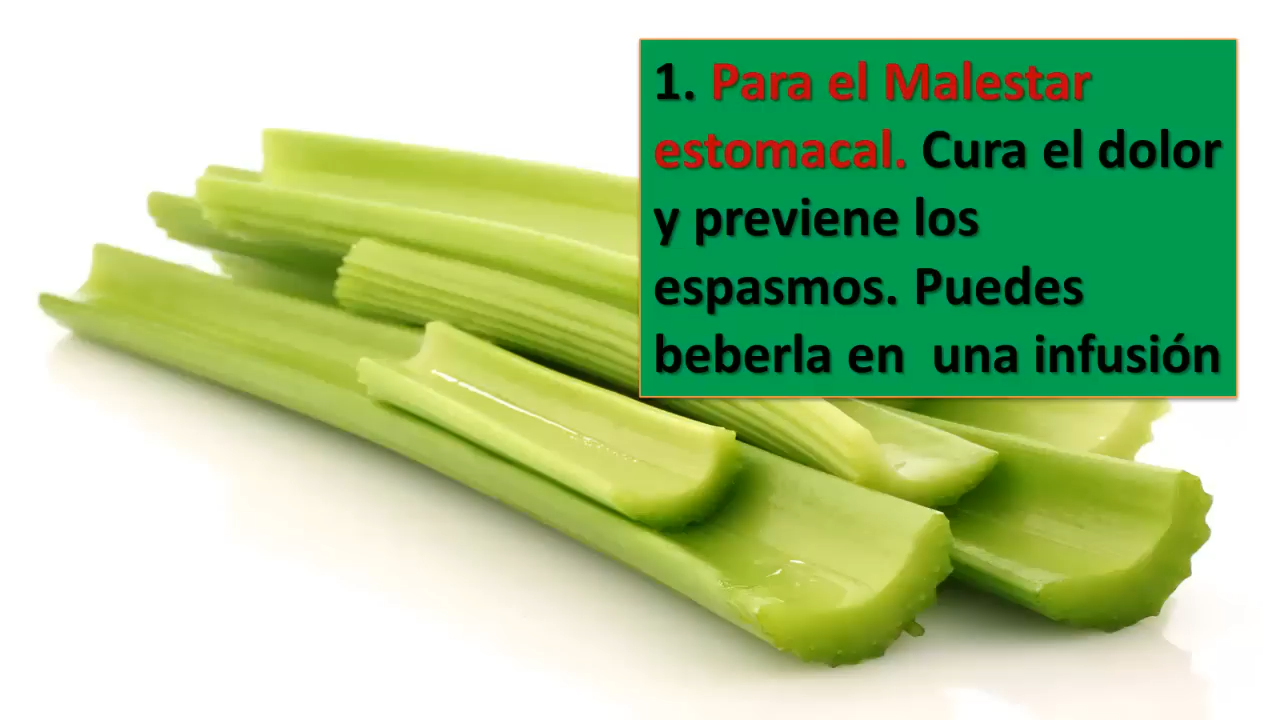 1. Para el Malestar
estomacal. Cura el dolor
y previene los
espasmos. Puedes
beberla en una infusión